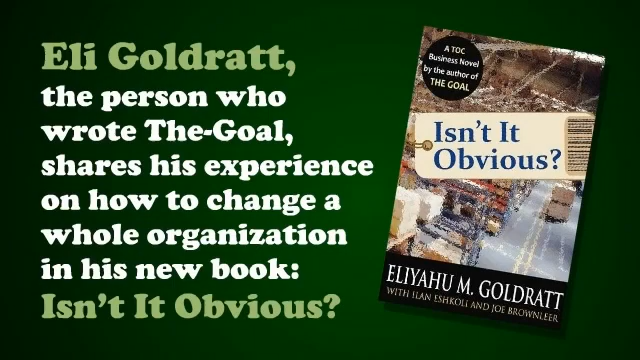 Eli Goldratt,
the person who
wrote The-Goal,
shares his experience
on how to change a
whole organization
in his new book:
Isn't It Obvious?
A TOC
Business Novel
by the author of
THE GOAL
Isn't It
Obvious?
ELIYAHU M. GOLDRATT
WITH ILAN ESHKOLI AND JOE BROWNLEER